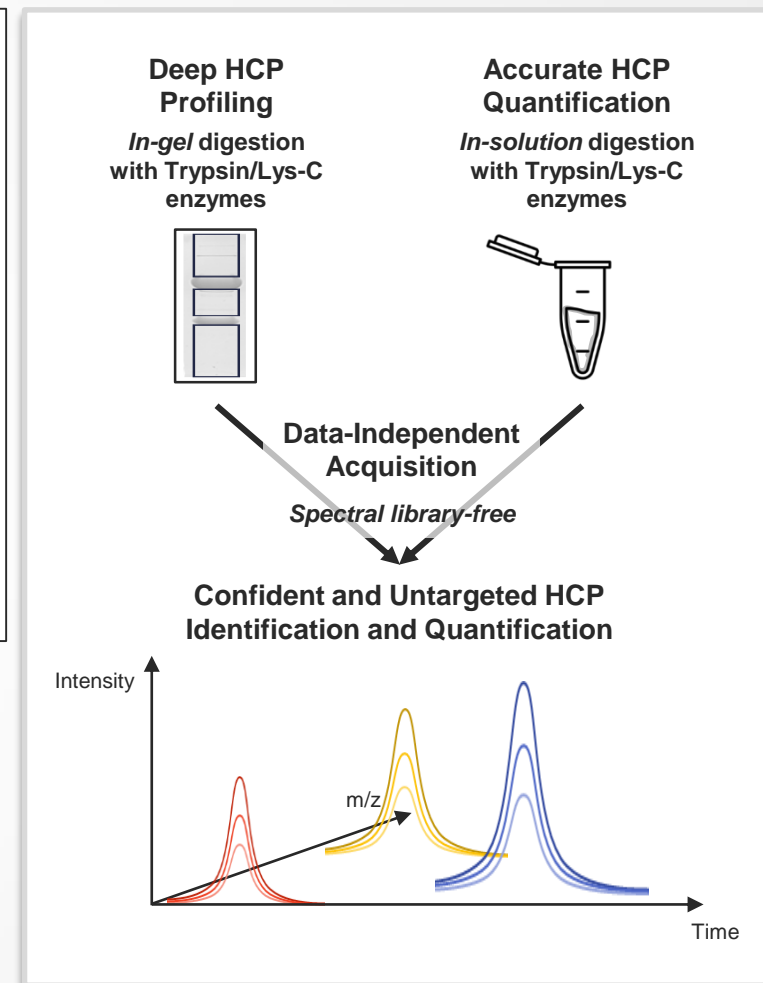 Deep HCP
Profiling
In-gel digestion
with Trypsin/Lys-C
enzymes
Accurate HCP
Quantification
In-solution digestion
with Trypsin/Lys-C
enzymes
Data-Independent
Acquisition
Spectral library-free
Confident and Untargeted HCP
Identification and Quantification
Intensity
m/z
Time